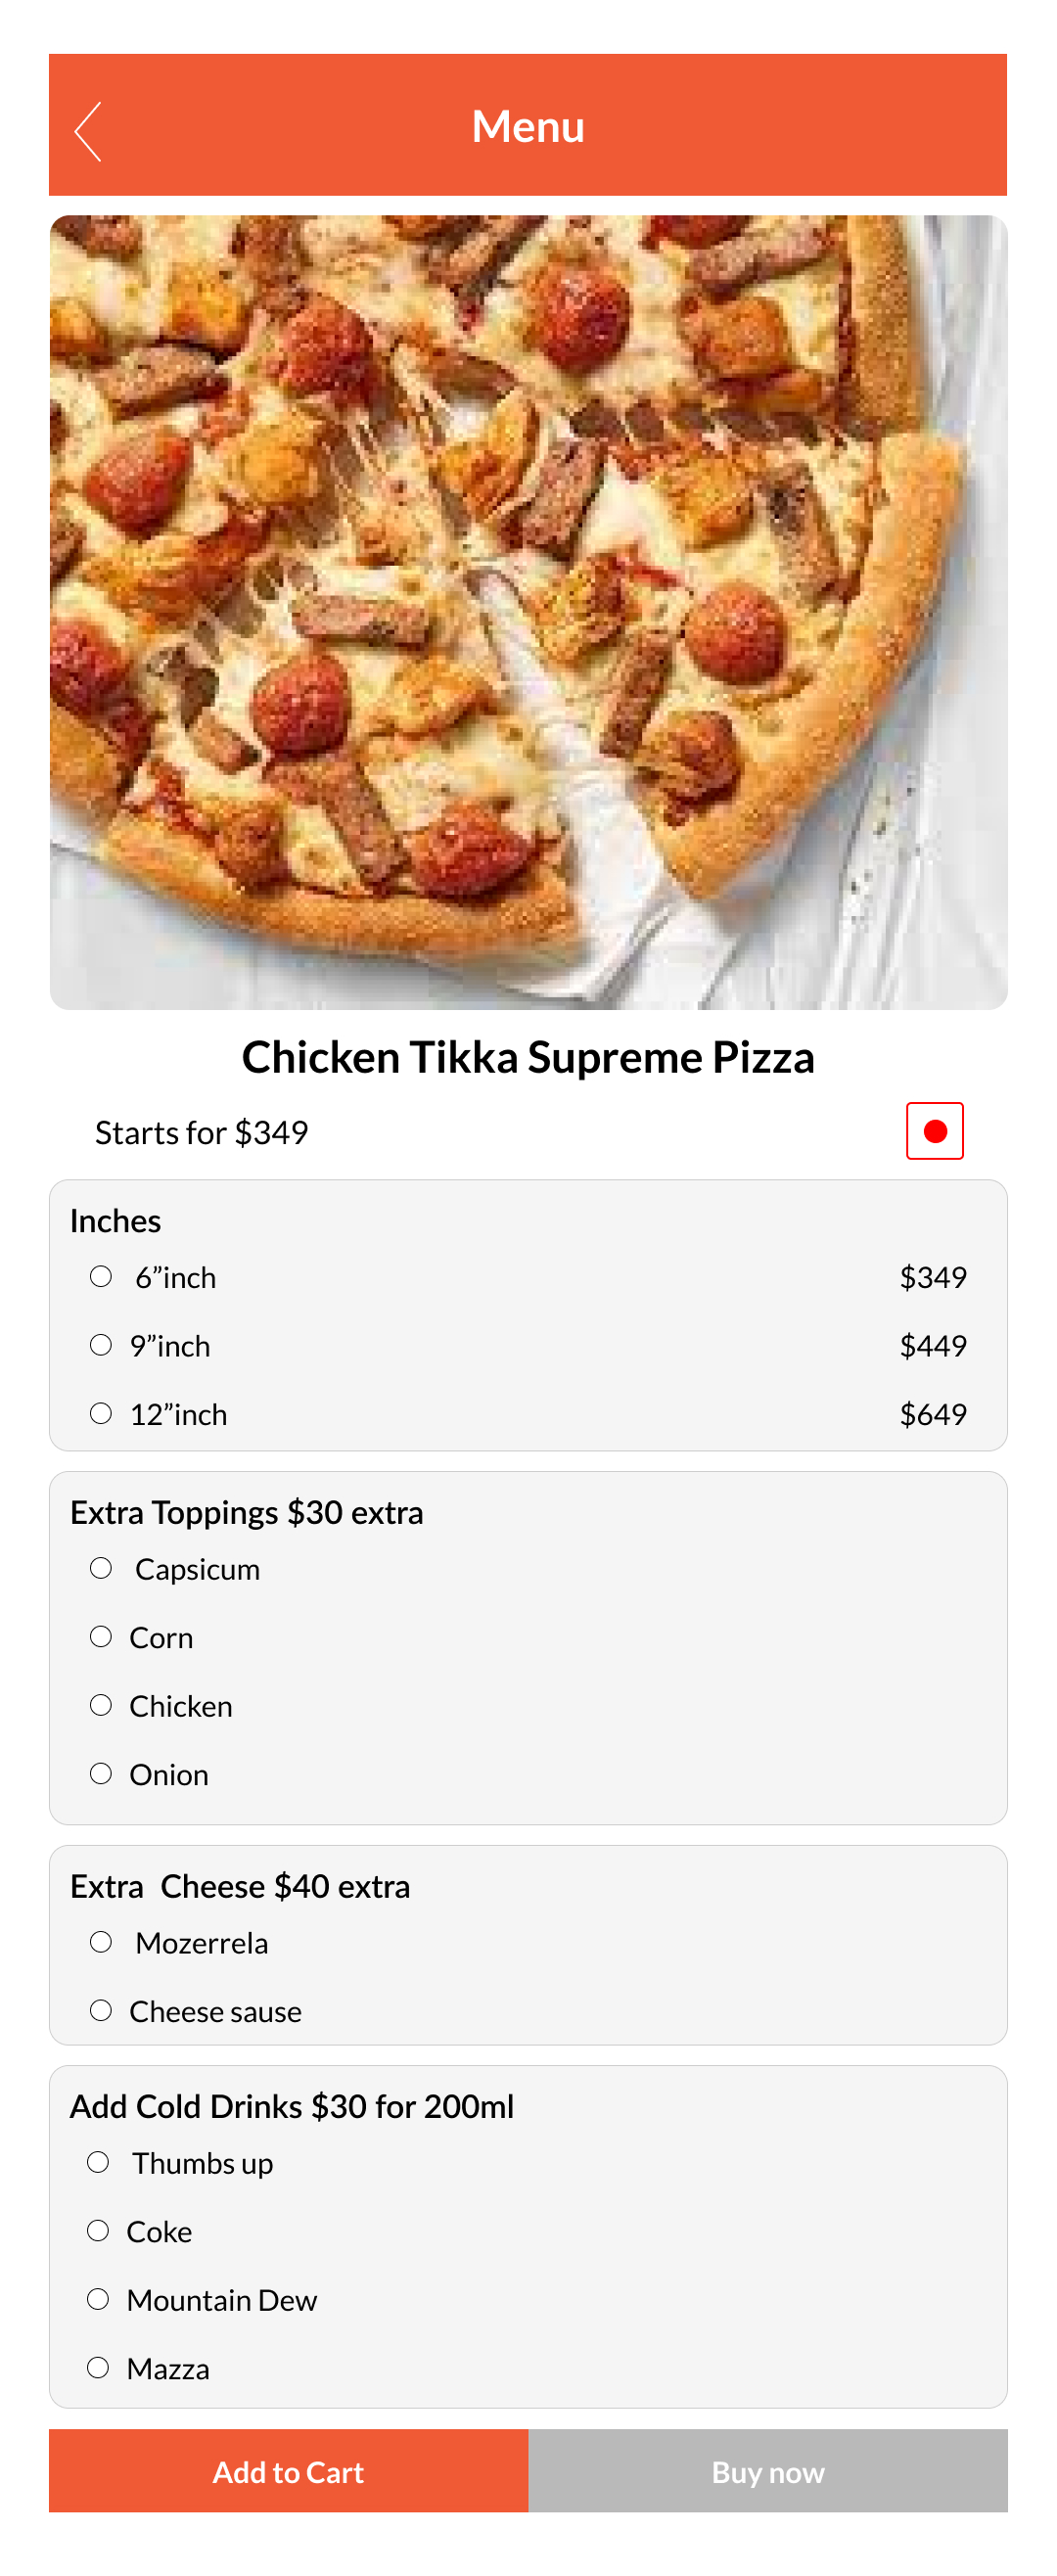 Menu
Chicken Tikka Supreme Pizza
Starts for $349
Inches
6”inch $349
9”inch $449
12”inch $649
Extra Toppings $30 extra
Capsicum
Corn
Chicken
Onion
Extra  Cheese $40 extra
Mozerrela
Cheese sause
Add Cold Drinks $30 for 200ml
Thumbs up
Coke
Mountain Dew
Mazza
Add to Cart Buy now